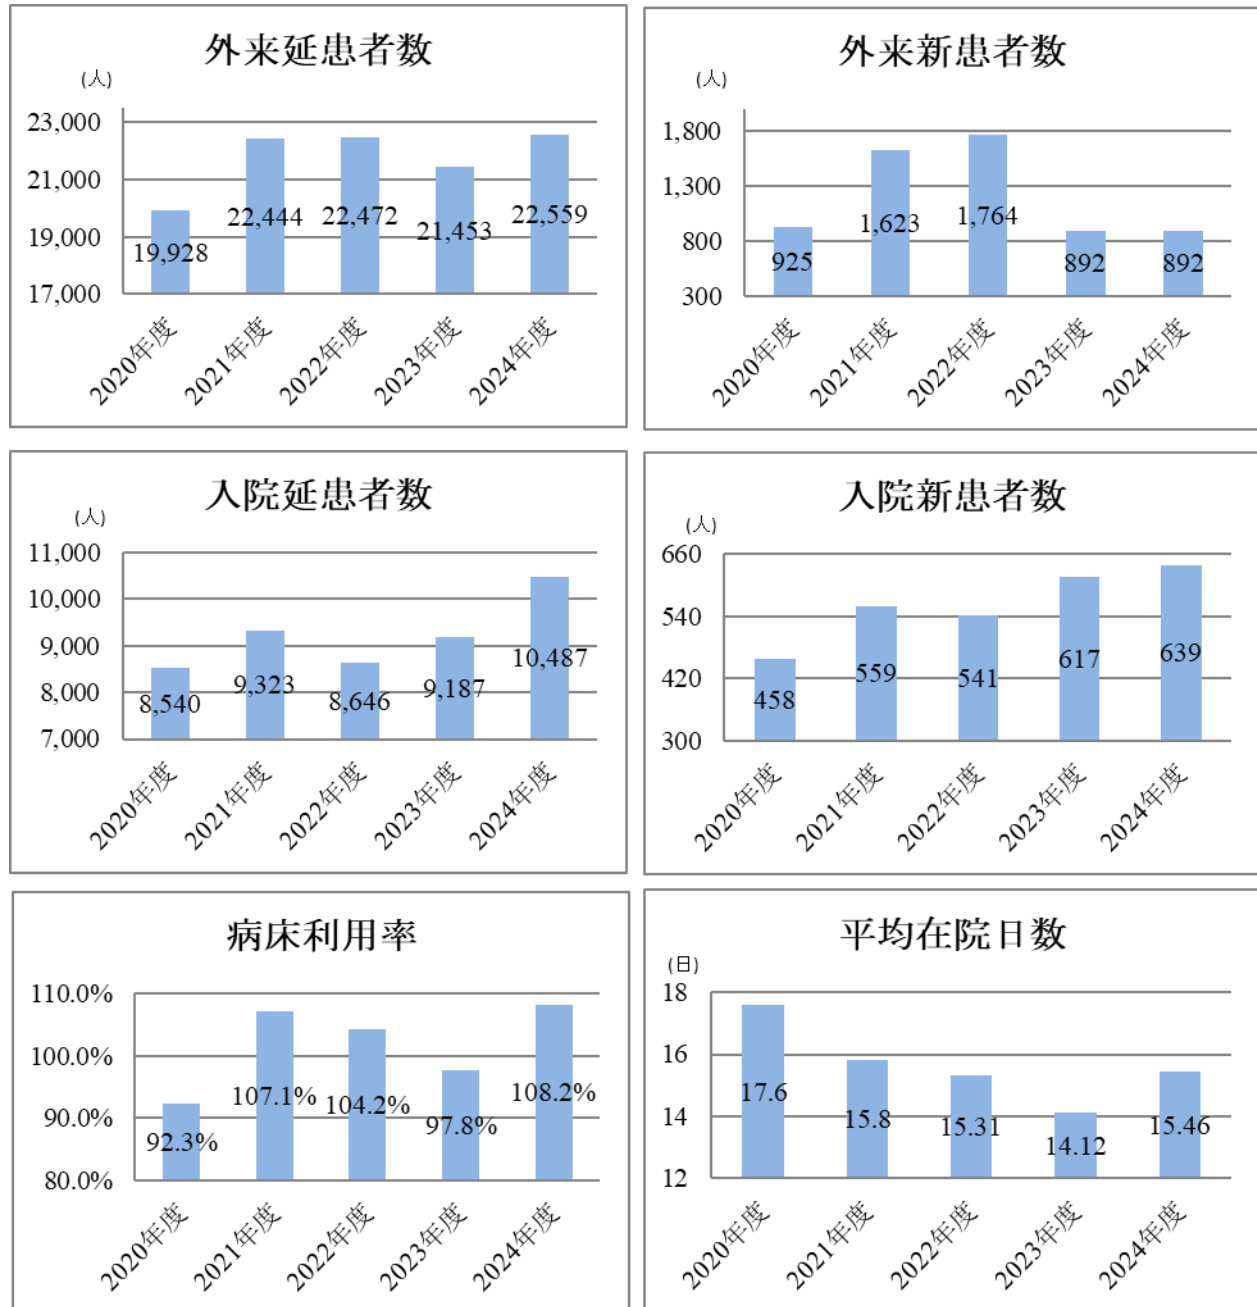 外来延患者数
(人)
23,000
21,000
19,000
17,000
19,928
22,444
22,472
21,453
22,559
2020年度
2021年度
2022年度
2023年度
2024年度
外来新患者数
(人)
1,800
1,300
800
300
925
1,623
1,764
892
892
2020年度
2021年度
2022年度
2023年度
2024年度
入院延患者数
(人)
11,000
10,000
9,000
8,000
7,000
8,540
9,323
8,646
9,187
10,487
2020年度
2021年度
2022年度
2023年度
2024年度
入院新患者数
(人)
660
540
420
300
458
559
541
617
639
2020年度
2021年度
2022年度
2023年度
2024年度
病床利用率
110.0%
100.0%
90.0%
80.0%
92.3%
107.1%
104.2%
97.8%
108.2%
2020年度
2021年度
2022年度
2023年度
2024年度
平均在院日数
(日)
18
16
14
12
17.6
15.8
15.31
14.12
15.46
2020年度
2021年度
2022年度
2023年度
2024年度